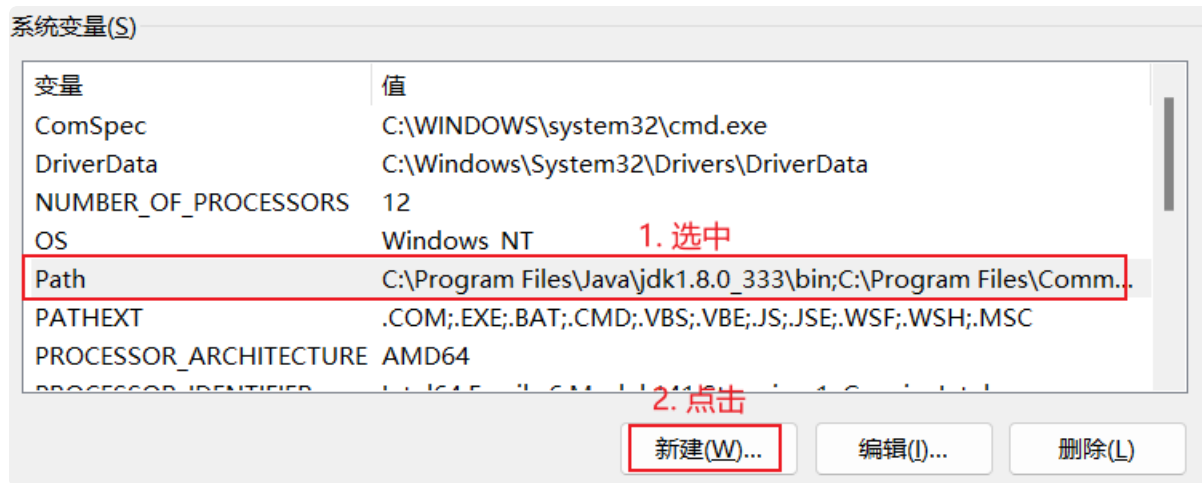 系统变量(S)
变量 值
ComSpec C:\WINDOWS\system32\cmd.exe
DriverData C:\Windows\System32\Drivers\DriverData
NUMBER_OF_PROCESSORS 12
OS Windows_NT
1. 选中
Path C:\Program Files\Java\jdk1.8.0_333\bin;C:\Program Files\Comm...
PATHEXT .COM;.EXE;.BAT;.CMD;.VBS;.VBE;.JS;.JSE;.WSF;.WSH;.MSC
PROCESSOR_ARCHITECTURE AMD64
2. 点击
新建(W)... 编辑(I)... 删除(L)